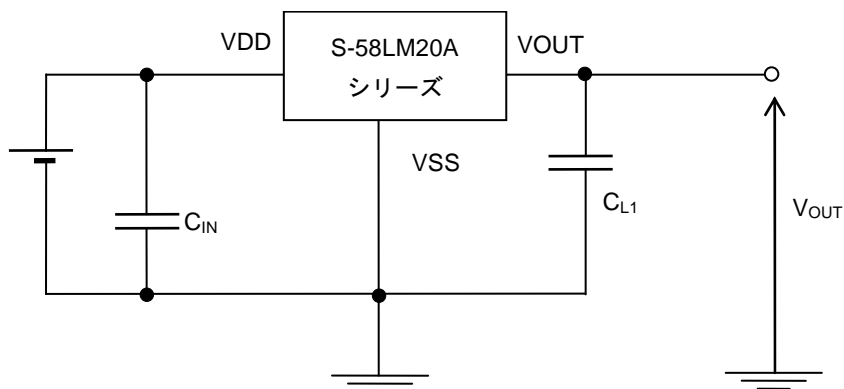 VDD
S-58LM20A
シリーズ
VOUT
VSS
CIN
CL1
VOUT